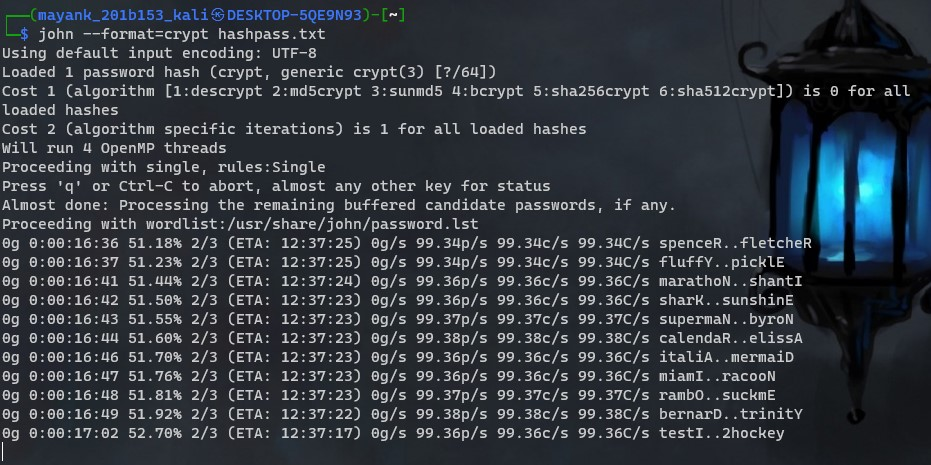 ┌──(mayank_201b153_kali㉿DESKTOP-5QE9N93)-[~]
└─$ john --format=crypt hashpass.txt
Using default input encoding: UTF-8
Loaded 1 password hash (crypt, generic crypt(3) [?/64])
Cost 1 (algorithm [1:descrypt 2:md5crypt 3:sunmd5 4:bcrypt 5:sha256crypt 6:sha512crypt]) is 0 for all
loaded hashes
Cost 2 (algorithm specific iterations) is 1 for all loaded hashes
Will run 4 OpenMP threads
Proceeding with single, rules:Single
Press 'q' or Ctrl-C to abort, almost any other key for status
Almost done: Processing the remaining buffered candidate passwords, if any.
Proceeding with wordlist:/usr/share/john/password.lst
0g 0:00:16:36 51.18% 2/3 (ETA: 12:37:25) 0g/s 99.34p/s 99.34c/s 99.34C/s spenceR..fletcheR
0g 0:00:16:37 51.23% 2/3 (ETA: 12:37:25) 0g/s 99.34p/s 99.34c/s 99.34C/s fluffY..picklE
0g 0:00:16:41 51.44% 2/3 (ETA: 12:37:24) 0g/s 99.36p/s 99.36c/s 99.36C/s marathoN..shantI
0g 0:00:16:42 51.50% 2/3 (ETA: 12:37:23) 0g/s 99.36p/s 99.36c/s 99.36C/s sharK..sunshinE
0g 0:00:16:43 51.55% 2/3 (ETA: 12:37:23) 0g/s 99.37p/s 99.37c/s 99.37C/s supermaN..byroN
0g 0:00:16:44 51.60% 2/3 (ETA: 12:37:23) 0g/s 99.38p/s 99.38c/s 99.38C/s calendaR..elissA
0g 0:00:16:46 51.70% 2/3 (ETA: 12:37:23) 0g/s 99.36p/s 99.36c/s 99.36C/s italiA..mermaiD
0g 0:00:16:47 51.76% 2/3 (ETA: 12:37:23) 0g/s 99.36p/s 99.36c/s 99.36C/s miamI..racooN
0g 0:00:16:48 51.81% 2/3 (ETA: 12:37:23) 0g/s 99.37p/s 99.37c/s 99.37C/s rambO..suckmE
0g 0:00:16:49 51.92% 2/3 (ETA: 12:37:22) 0g/s 99.38p/s 99.38c/s 99.38C/s bernarD..trinitY
0g 0:00:17:02 52.70% 2/3 (ETA: 12:37:17) 0g/s 99.36p/s 99.36c/s 99.36C/s testI..2hockey